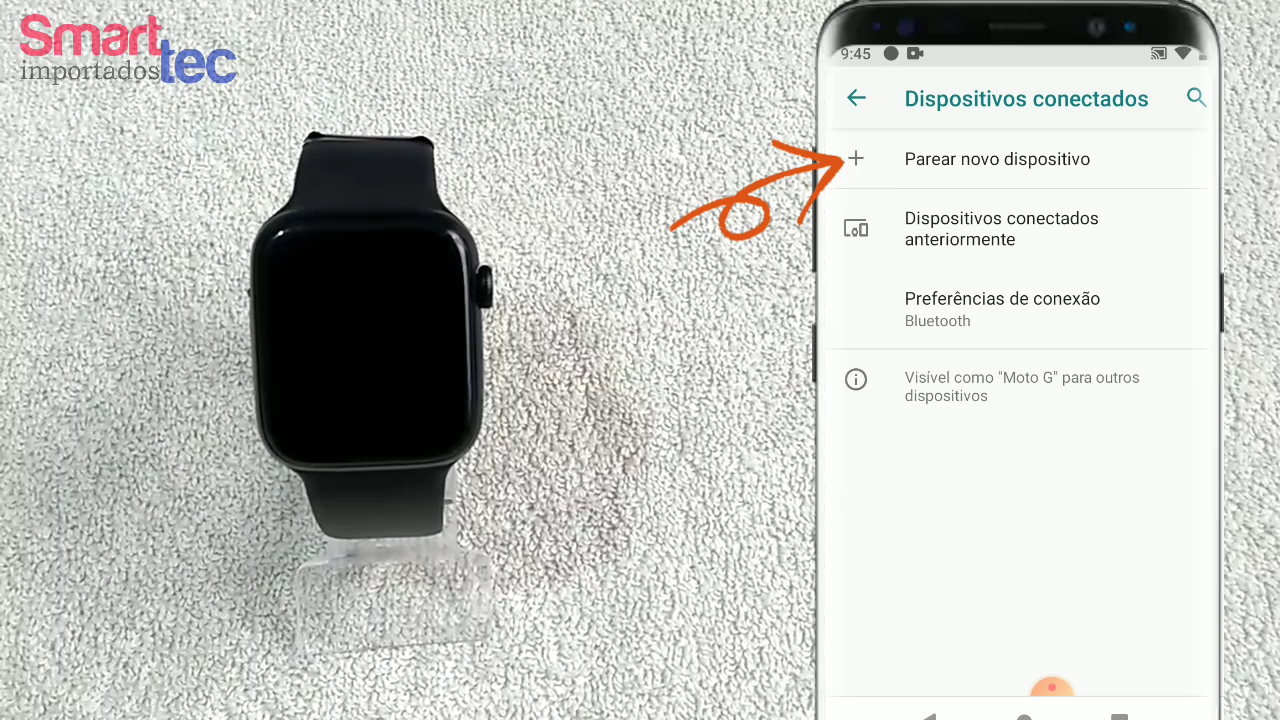 Smart
importados tec
9:45
Dispositivos conectados
Parear novo dispositivo
Dispositivos conectados
anteriormente
Preferências de conexão
Bluetooth
Visível como "Moto G" para outros
dispositivos